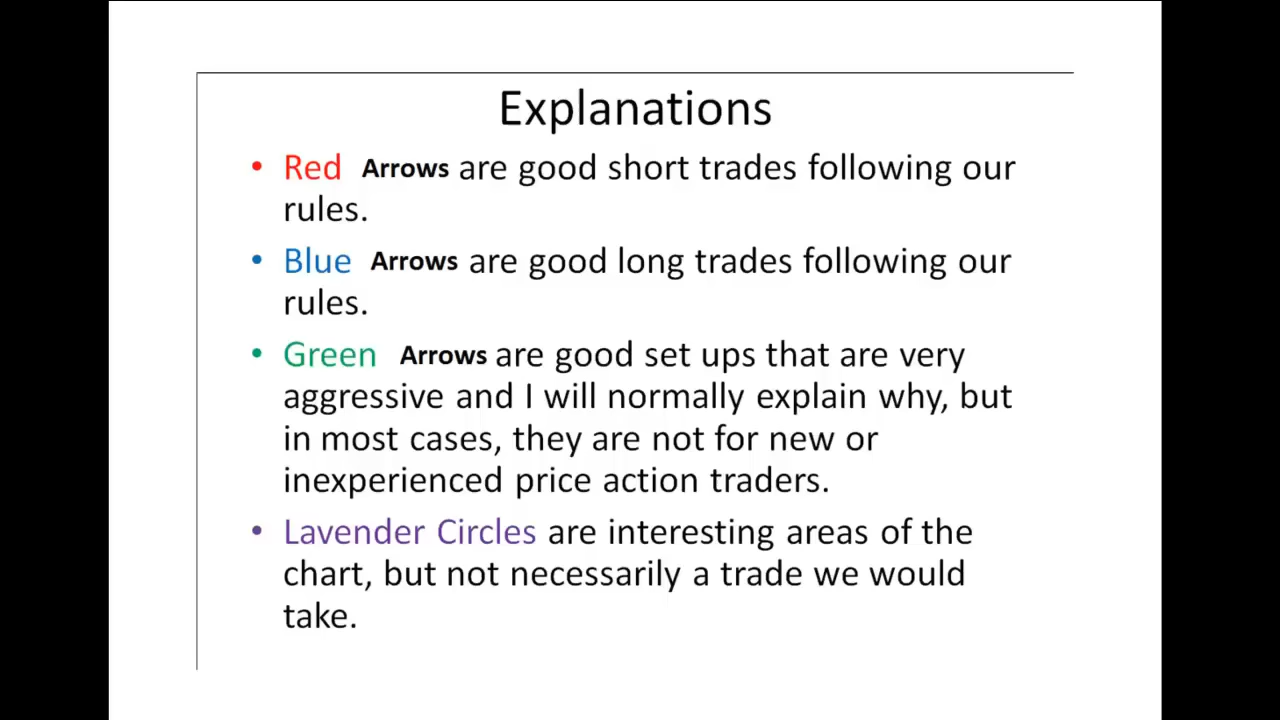 Explanations
• Red Arrows are good short trades following our
rules.
• Blue Arrows are good long trades following our
rules.
• Green Arrows are good set ups that are very
aggressive and I will normally explain why, but
in most cases, they are not for new or
inexperienced price action traders.
• Lavender Circles are interesting areas of the
chart, but not necessarily a trade we would
take.